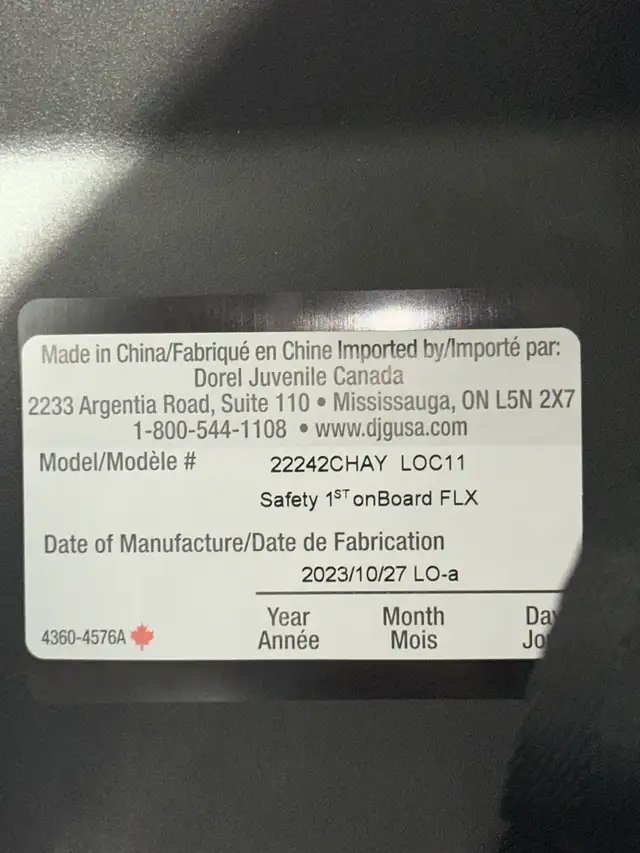 Made in China/Fabriqué en Chine Imported by/Importé par:
Dorel Juvenile Canada
2233 Argentia Road, Suite 110 • Mississauga, ON L5N 2X7
1-800-544-1108 • www.djgusa.com
Model/Modèle # 22242CHAY LOC11
Safety 1ST onBoard FLX
Date of Manufacture/Date de Fabrication
2023/10/27 LO-a
Year Month Da
Année Mois Jo
4360-4576A